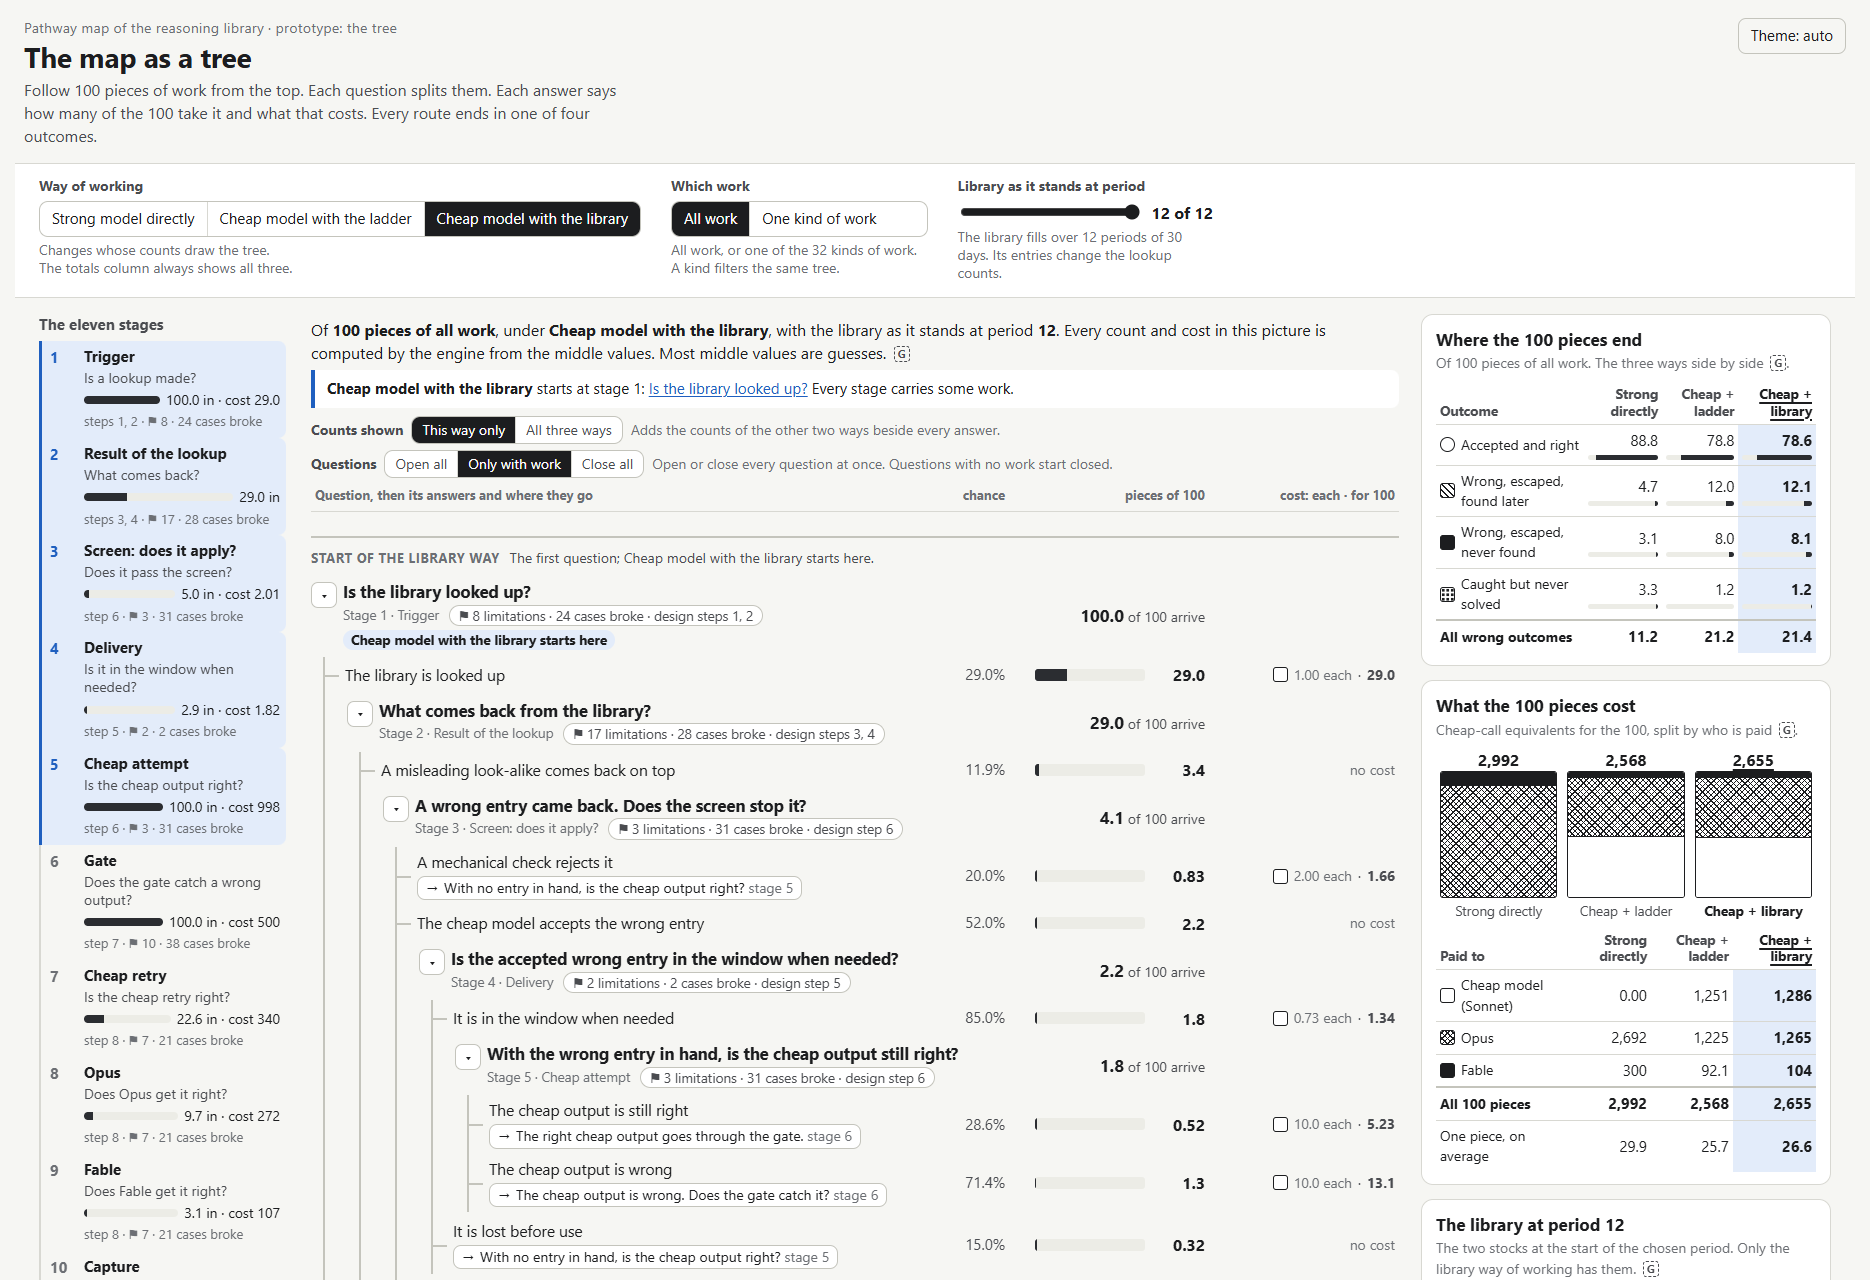 Pathway map of the reasoning library · prototype: the tree
The map as a tree
Follow 100 pieces of work from the top. Each question splits them. Each answer says
how many of the 100 take it and what that costs. Every route ends in one of four
outcomes.
Theme: auto
Way of working
Strong model directly
Cheap model with the ladder
Cheap model with the library
Changes whose counts draw the tree.
The totals column always shows all three.
Which work
All work
One kind of work
All work, or one of the 32 kinds of work.
A kind filters the same tree.
Library as it stands at period
12 of 12
The library fills over 12 periods of 30
days. Its entries change the lookup
counts.
The eleven stages
1 Trigger
Is a lookup made?
100.0 in · cost 29.0
steps 1, 2 · ⚑ 8 · 24 cases broke
2 Result of the lookup
What comes back?
29.0 in
steps 3, 4 · ⚑ 17 · 28 cases broke
3 Screen: does it apply?
Does it pass the screen?
5.0 in · cost 2.01
step 6 · ⚑ 3 · 31 cases broke
4 Delivery
Is it in the window when
needed?
2.9 in · cost 1.82
step 5 · ⚑ 2 · 2 cases broke
5 Cheap attempt
Is the cheap output right?
100.0 in · cost 998
step 6 · ⚑ 3 · 31 cases broke
6 Gate
Does the gate catch a wrong
output?
100.0 in · cost 500
step 7 · ⚑ 10 · 38 cases broke
7 Cheap retry
Is the cheap retry right?
22.6 in · cost 340
step 8 · ⚑ 7 · 21 cases broke
8 Opus
Does Opus get it right?
9.7 in · cost 272
step 8 · ⚑ 7 · 21 cases broke
9 Fable
Does Fable get it right?
3.1 in · cost 107
step 8 · ⚑ 7 · 21 cases broke
10 Capture
Of 100 pieces of all work, under Cheap model with the library, with the library as it stands at period 12. Every count and cost in this picture is
computed by the engine from the middle values. Most middle values are guesses. G
Cheap model with the library starts at stage 1: Is the library looked up? Every stage carries some work.
Counts shown This way only All three ways Adds the counts of the other two ways beside every answer.
Questions Open all Only with work Close all Open or close every question at once. Questions with no work start closed.
Question, then its answers and where they go chance pieces of 100 cost: each · for 100
START OF THE LIBRARY WAY The first question; Cheap model with the library starts here.
Is the library looked up?
Stage 1 · Trigger ⚑ 8 limitations · 24 cases broke · design steps 1, 2 100.0 of 100 arrive
Cheap model with the library starts here
The library is looked up 29.0% 29.0 1.00 each · 29.0
What comes back from the library?
Stage 2 · Result of the lookup ⚑ 17 limitations · 28 cases broke · design steps 3, 4 29.0 of 100 arrive
A misleading look-alike comes back on top 11.9% 3.4 no cost
A wrong entry came back. Does the screen stop it?
Stage 3 · Screen: does it apply? ⚑ 3 limitations · 31 cases broke · design step 6 4.1 of 100 arrive
A mechanical check rejects it
→ With no entry in hand, is the cheap output right? stage 5 20.0% 0.83 2.00 each · 1.66
The cheap model accepts the wrong entry 52.0% 2.2 no cost
Is the accepted wrong entry in the window when needed?
Stage 4 · Delivery ⚑ 2 limitations · 2 cases broke · design step 5 2.2 of 100 arrive
It is in the window when needed 85.0% 1.8 0.73 each · 1.34
With the wrong entry in hand, is the cheap output still right?
Stage 5 · Cheap attempt ⚑ 3 limitations · 31 cases broke · design step 6 1.8 of 100 arrive
The cheap output is still right
→ The right cheap output goes through the gate. stage 6 28.6% 0.52 10.0 each · 5.23
The cheap output is wrong
→ The cheap output is wrong. Does the gate catch it? stage 6 71.4% 1.3 10.0 each · 13.1
It is lost before use
→ With no entry in hand, is the cheap output right? stage 5 15.0% 0.32 no cost
Where the 100 pieces end
Of 100 pieces of all work. The three ways side by side G.
Outcome Strong directly Cheap + ladder Cheap + library
Accepted and right 88.8 78.8 78.6
Wrong, escaped, found later 4.7 12.0 12.1
Wrong, escaped, never found 3.1 8.0 8.1
Caught but never solved 3.3 1.2 1.2
All wrong outcomes 11.2 21.2 21.4
What the 100 pieces cost
Cheap-call equivalents for the 100, split by who is paid G.
2,992 2,568 2,655
Strong directly Cheap + ladder Cheap + library
Paid to Strong directly Cheap + ladder Cheap + library
Cheap model (Sonnet) 0.00 1,251 1,286
Opus 2,692 1,225 1,265
Fable 300 92.1 104
All 100 pieces 2,992 2,568 2,655
One piece, on average 29.9 25.7 26.6
The library at period 12
The two stocks at the start of the chosen period. Only the
library way of working has them. G